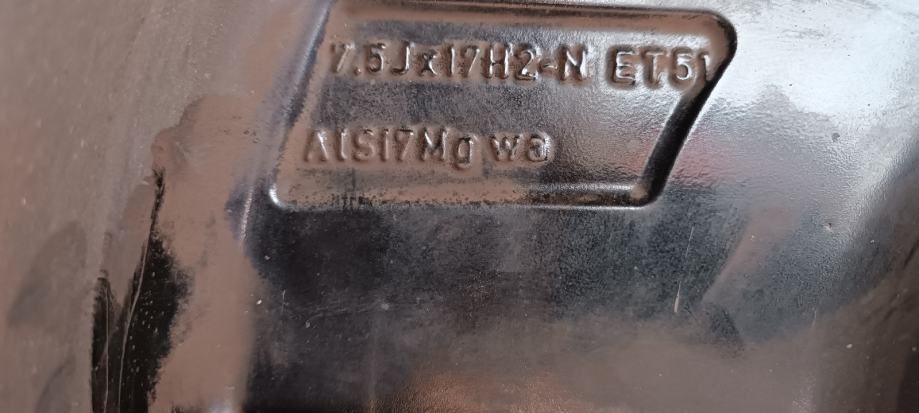 7.5Jx17H2-N ET51
AlSi7Mg wa